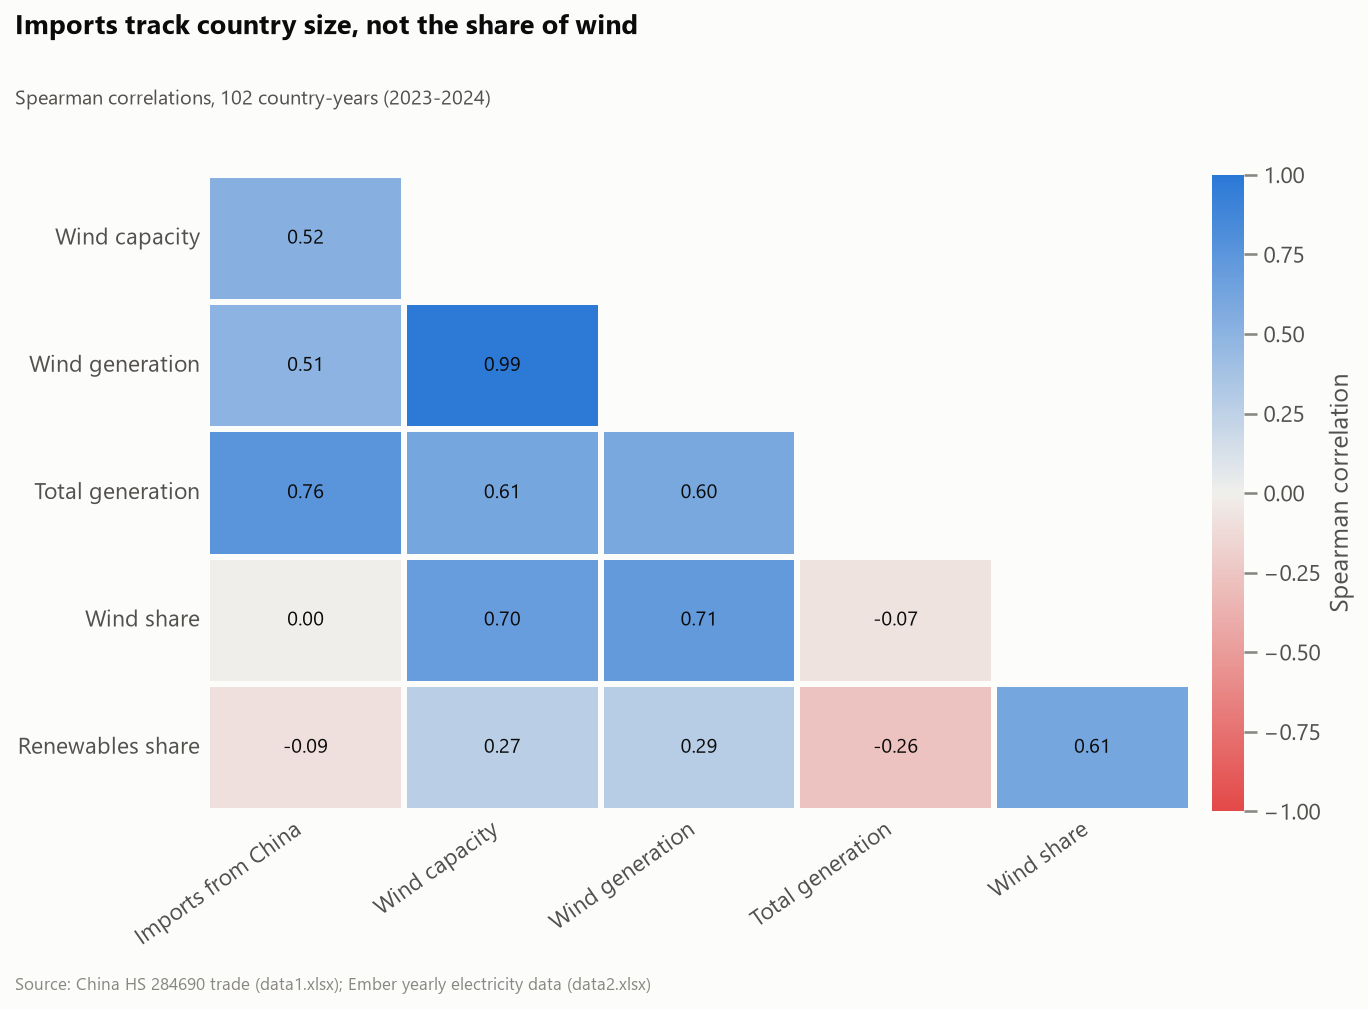 Imports track country size, not the share of wind
Spearman correlations, 102 country-years (2023-2024)
Wind capacity
0.52
Wind generation
0.51 0.99
Total generation
0.76 0.61 0.60
Wind share
0.00 0.70 0.71 -0.07
Renewables share
-0.09 0.27 0.29 -0.26 0.61
Imports from China
Wind capacity
Wind generation
Total generation
Wind share
1.00
0.75
0.50
0.25
0.00
−0.25
−0.50
−0.75
−1.00
Spearman correlation
Source: China HS 284690 trade (data1.xlsx); Ember yearly electricity data (data2.xlsx)